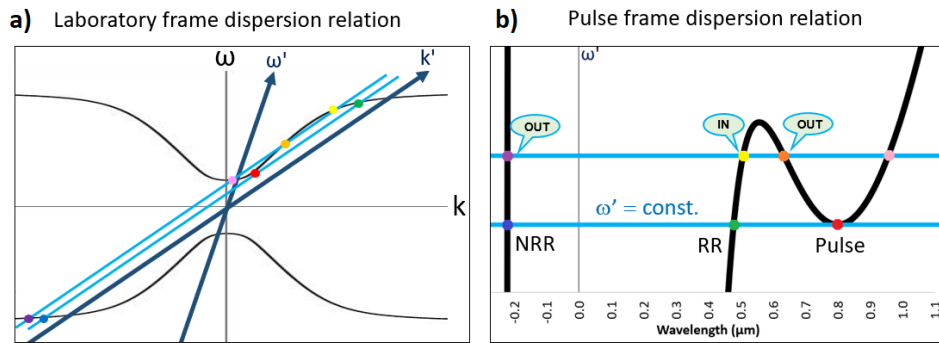 a) Laboratory frame dispersion relation
ω
ω'
k'
k
b) Pulse frame dispersion relation
ω'
OUT
IN
OUT
ω' = const.
NRR
RR
Pulse
-0.2
-0.1
0.0
0.1
0.2
0.3
0.4
0.5
0.6
0.7
0.8
0.9
1.0
1.1
Wavelength (μm)